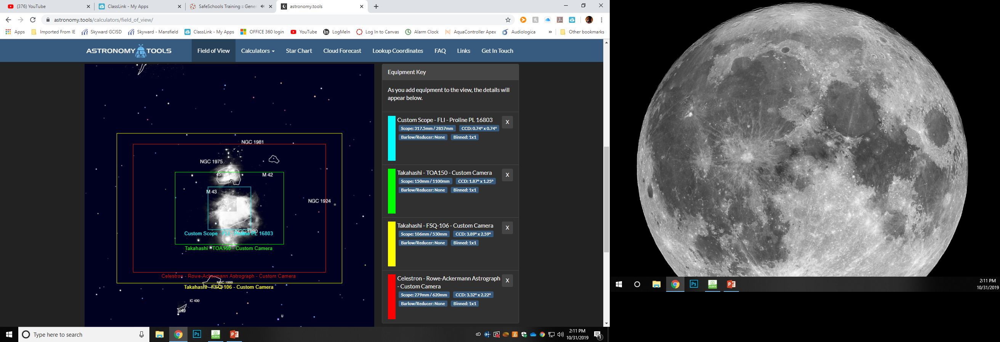 (376) YouTube
ClassLink - My Apps
SafeSchools Training :: Gener
astronomy.tools
astronomy.tools/calculators/field_of_view/
Apps
Imported From IE
Skyward GCISD
Skyward - Mansfield
ClassLink - My Apps
OFFICE 360 login
YouTube
LogMeIn
Log In to Canvas
Alarm Clock
AquaController Apex
Audiologica
»
Other bookmarks
ASTRONOMY TOOLS
Field of View
Calculators
Star Chart
Cloud Forecast
Lookup Coordinates
FAQ
Links
Get In Touch
NGC 1981
NGC 1975
45
M 42
M 43
NGC 1924
NGC 1980
Custom Scope - FLI - Proline PL 16803
Takahashi - TOA150 - Custom Camera
Celestron - Rowe-Ackermann Astrograph - Custom Camera
NGC 1999
Takahashi - FSQ-106 - Custom Camera
IC 430
49
U
Equipment Key
As you add equipment to the view, the details will
appear below.
Custom Scope - FLI - Proline PL 16803
X
Scope: 317.5mm / 2857mm
CCD: 0.74° x 0.74°
Barlow/Reducer: None
Binned: 1x1
Takahashi - TOA150 - Custom Camera
X
Scope: 150mm / 1100mm
CCD: 1.87° x 1.25°
Barlow/Reducer: None
Binned: 1x1
Takahashi - FSQ-106 - Custom Camera
X
Scope: 106mm / 530mm
CCD: 3.89° x 2.59°
Barlow/Reducer: None
Binned: 1x1
Celestron - Rowe-Ackermann Astrograph
- Custom Camera
X
Scope: 279mm / 620mm
CCD: 3.32° x 2.22°
Barlow/Reducer: None
Binned: 1x1
Type here to search
Ps
2:11 PM
10/31/2019
1
Ps
2:11 PM
10/31/2019